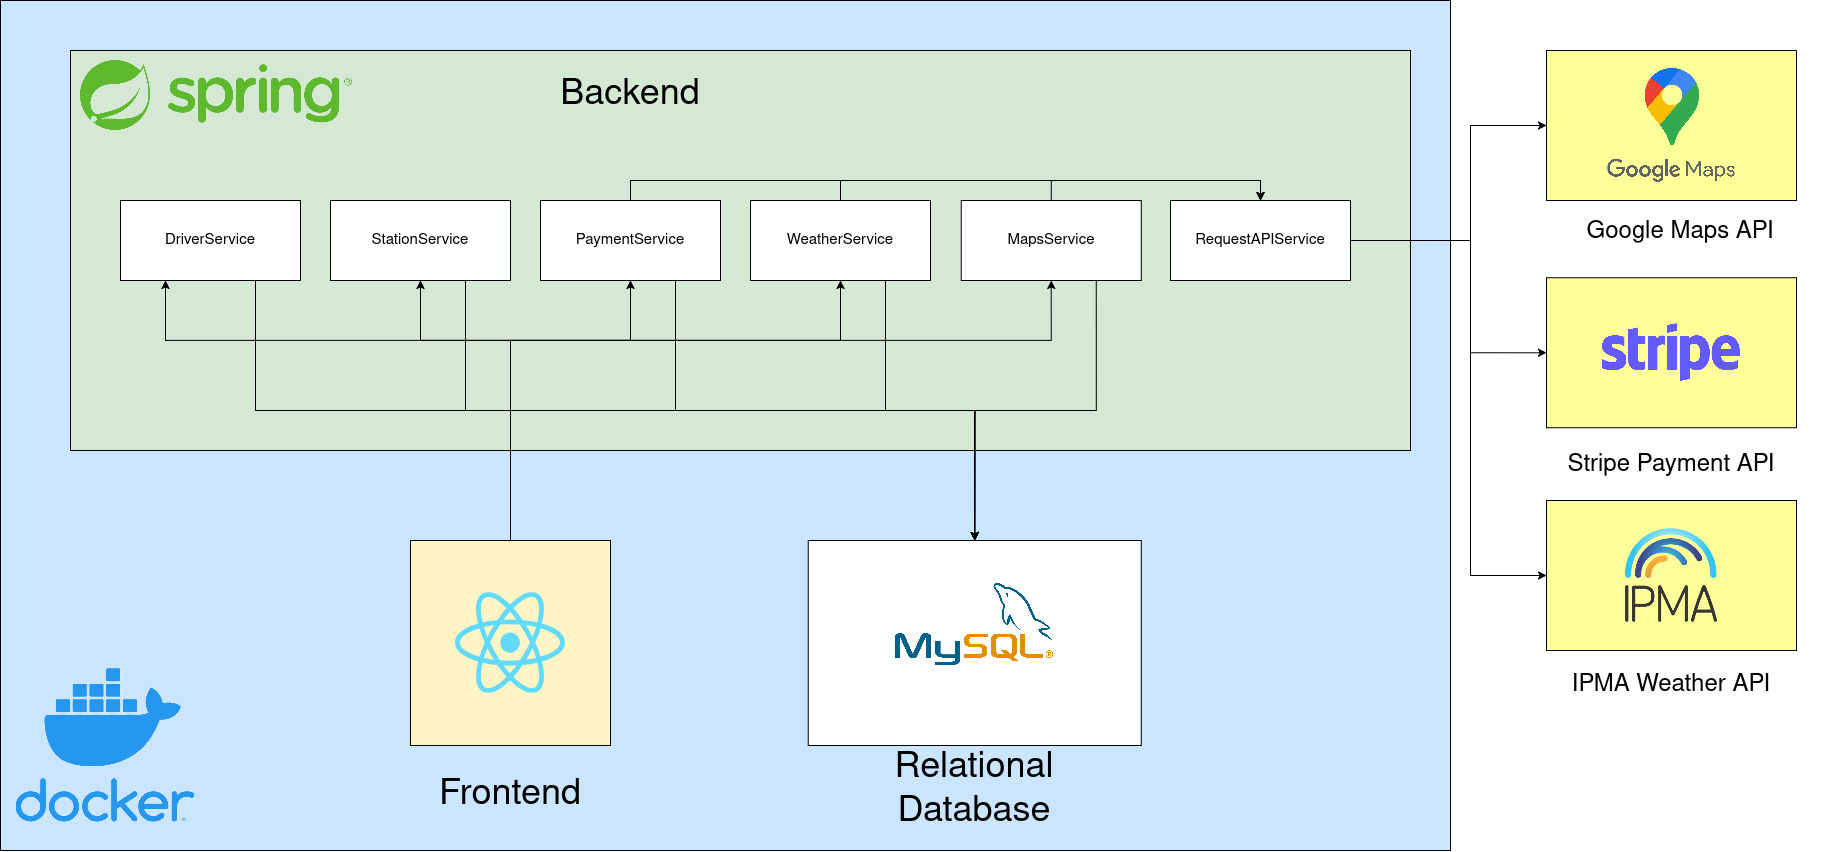 spring®
Backend
DriverService
StationService
PaymentService
WeatherService
MapsService
RequestAPIService
Google Maps
Google Maps API
stripe
Stripe Payment API
IPMA
IPMA Weather API
MySQL®
Frontend
Relational
Database
docker